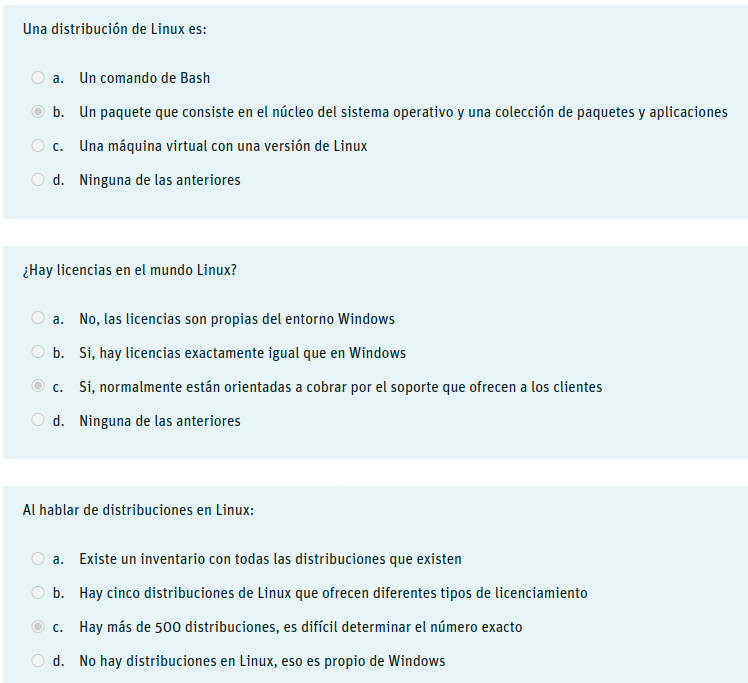 Una distribución de Linux es:
a. Un comando de Bash
b. Un paquete que consiste en el núcleo del sistema operativo y una colección de paquetes y aplicaciones
c. Una máquina virtual con una versión de Linux
d. Ninguna de las anteriores
¿Hay licencias en el mundo Linux?
a. No, las licencias son propias del entorno Windows
b. Si, hay licencias exactamente igual que en Windows
c. Si, normalmente están orientadas a cobrar por el soporte que ofrecen a los clientes
d. Ninguna de las anteriores
Al hablar de distribuciones en Linux:
a. Existe un inventario con todas las distribuciones que existen
b. Hay cinco distribuciones de Linux que ofrecen diferentes tipos de licenciamiento
c. Hay más de 500 distribuciones, es difícil determinar el número exacto
d. No hay distribuciones en Linux, eso es propio de Windows